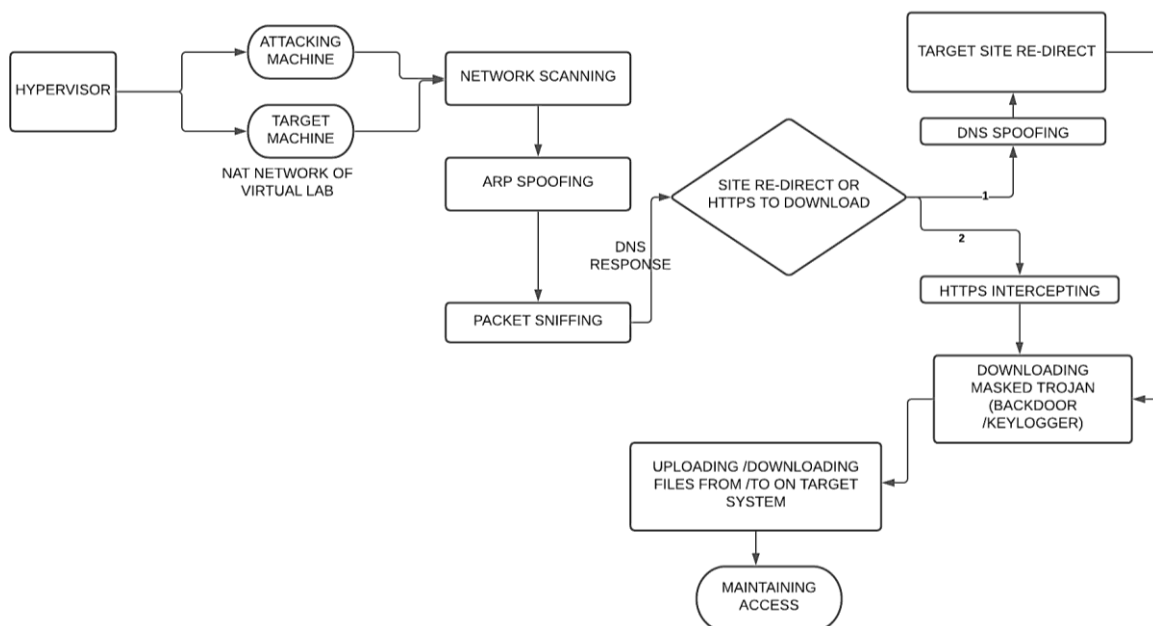 HYPERVISOR
ATTACKING
MACHINE
TARGET
MACHINE
NAT NETWORK OF
VIRTUAL LAB
NETWORK SCANNING
ARP SPOOFING
PACKET SNIFFING
DNS
RESPONSE
SITE RE-DIRECT OR
HTTPS TO DOWNLOAD
1
2
TARGET SITE RE-DIRECT
DNS SPOOFING
HTTPS INTERCEPTING
DOWNLOADING
MASKED TROJAN
(BACKDOOR
/KEYLOGGER)
UPLOADING /DOWNLOADING
FILES FROM /TO ON TARGET
SYSTEM
MAINTAINING
ACCESS